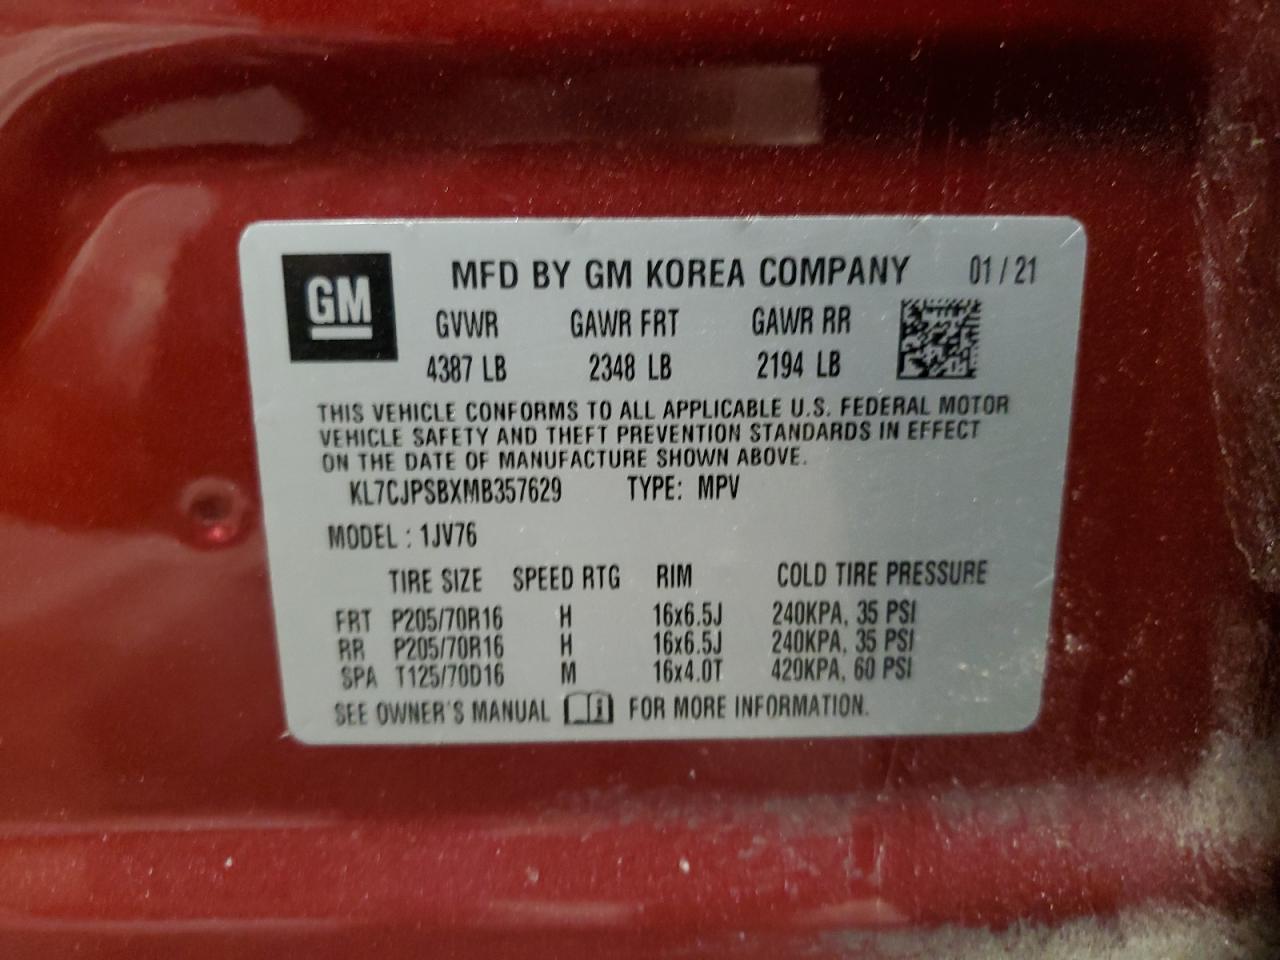 GM
MFD BY GM KOREA COMPANY 01 / 21
GVWR GAWR FRT GAWR RR
4387 LB 2348 LB 2194 LB
THIS VEHICLE CONFORMS TO ALL APPLICABLE U.S. FEDERAL MOTOR
VEHICLE SAFETY AND THEFT PREVENTION STANDARDS IN EFFECT
ON THE DATE OF MANUFACTURE SHOWN ABOVE.
KL7CJPSBXMB357629 TYPE: MPV
MODEL : 1JV76
TIRE SIZE SPEED RTG RIM COLD TIRE PRESSURE
FRT P205/70R16 H 16x6.5J 240KPA, 35 PSI
RR P205/70R16 H 16x6.5J 240KPA, 35 PSI
SPA T125/70D16 M 16x4.0T 420KPA, 60 PSI
SEE OWNER'S MANUAL i FOR MORE INFORMATION.